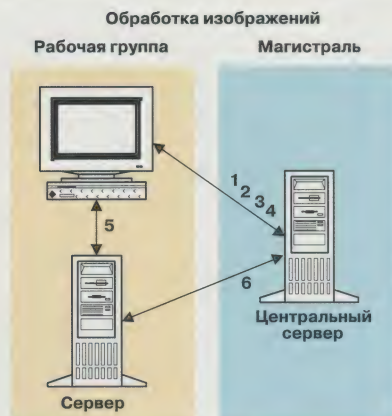 Обработка изображений
Рабочая группа
Магистраль
1
2
3
4
5
6
Центральный
сервер
Сервер